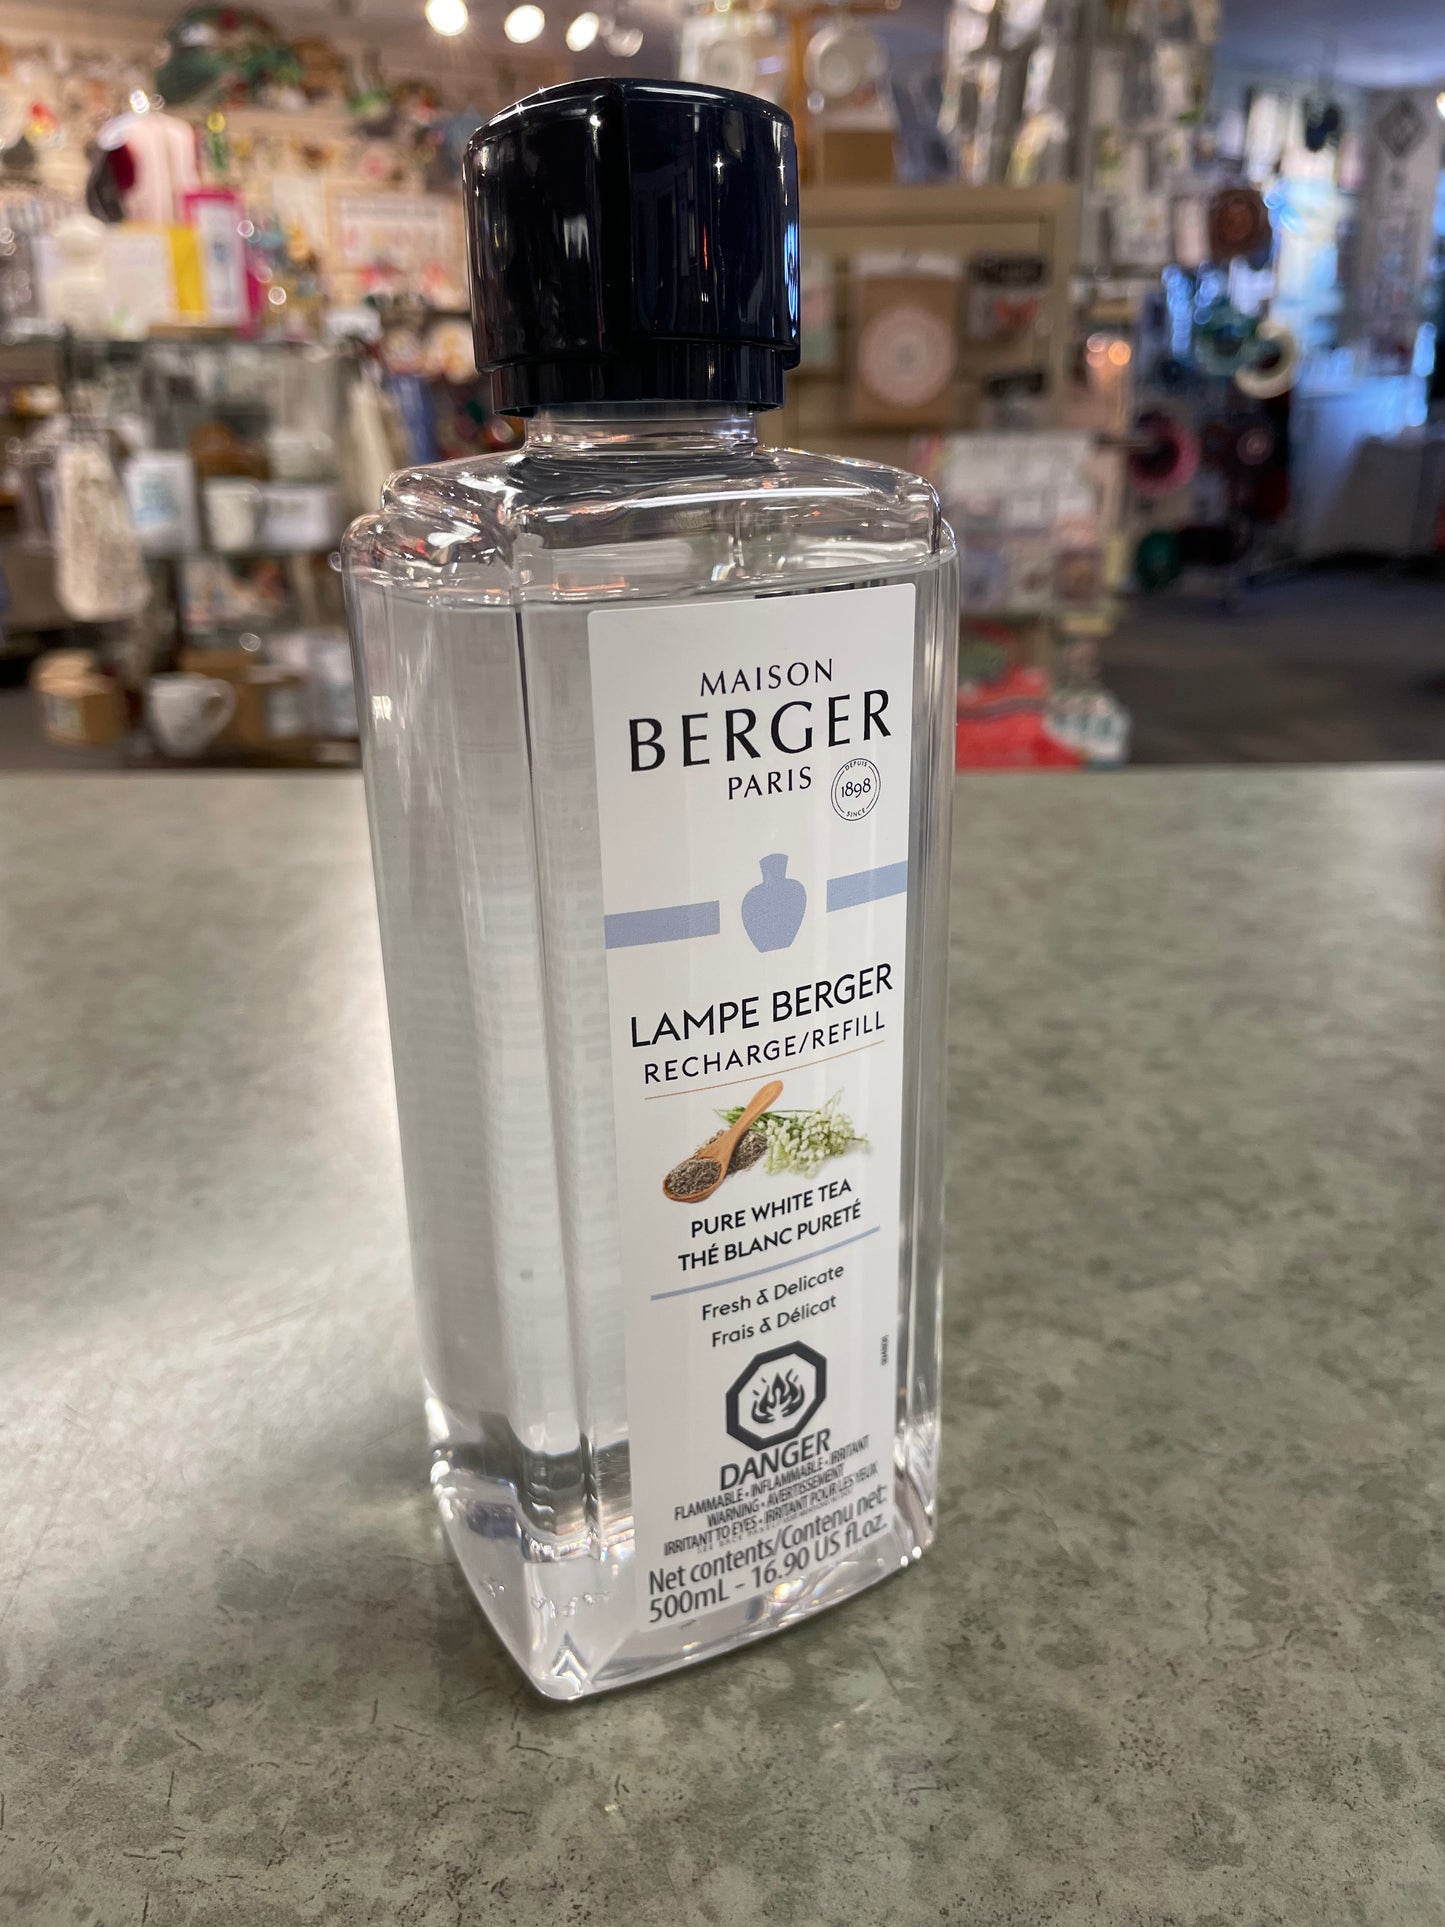 MAISON
BERGER
PARIS
DEPUIS
1898
SINCE
LAMPE BERGER
RECHARGE/REFILL
PURE WHITE TEA
THÉ BLANC PURETÉ
Fresh & Delicate
Frais & Délicat
DANGER
FLAMMABLE • INFLAMMABLE • IRRITANT
WARNING • AVERTISSEMENT
IRRITANT TO EYES • IRRITANT POUR LES YEUX
Net contents/Contenu net:
500mL - 16.90 US fl.oz.